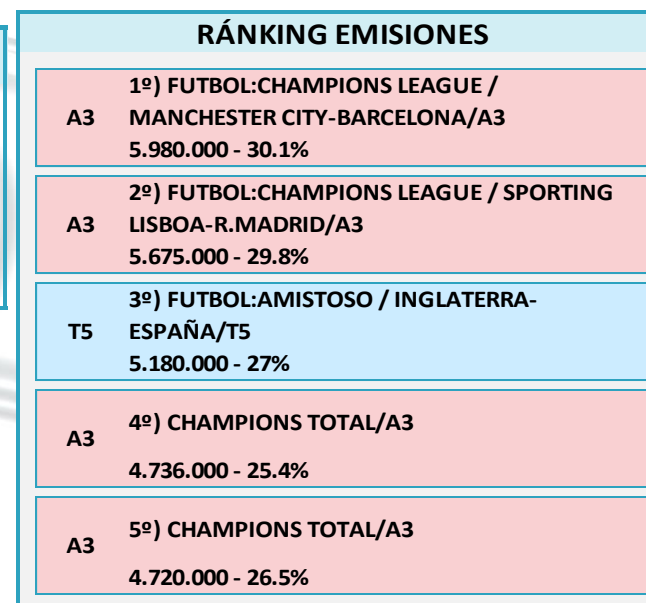 RÁNKING EMISIONES
A3
1º) FUTBOL:CHAMPIONS LEAGUE /
MANCHESTER CITY-BARCELONA/A3
5.980.000 - 30.1%
A3
2º) FUTBOL:CHAMPIONS LEAGUE / SPORTING
LISBOA-R.MADRID/A3
5.675.000 - 29.8%
T5
3º) FUTBOL:AMISTOSO / INGLATERRA-
ESPAÑA/T5
5.180.000 - 27%
A3
4º) CHAMPIONS TOTAL/A3
4.736.000 - 25.4%
A3
5º) CHAMPIONS TOTAL/A3
4.720.000 - 26.5%